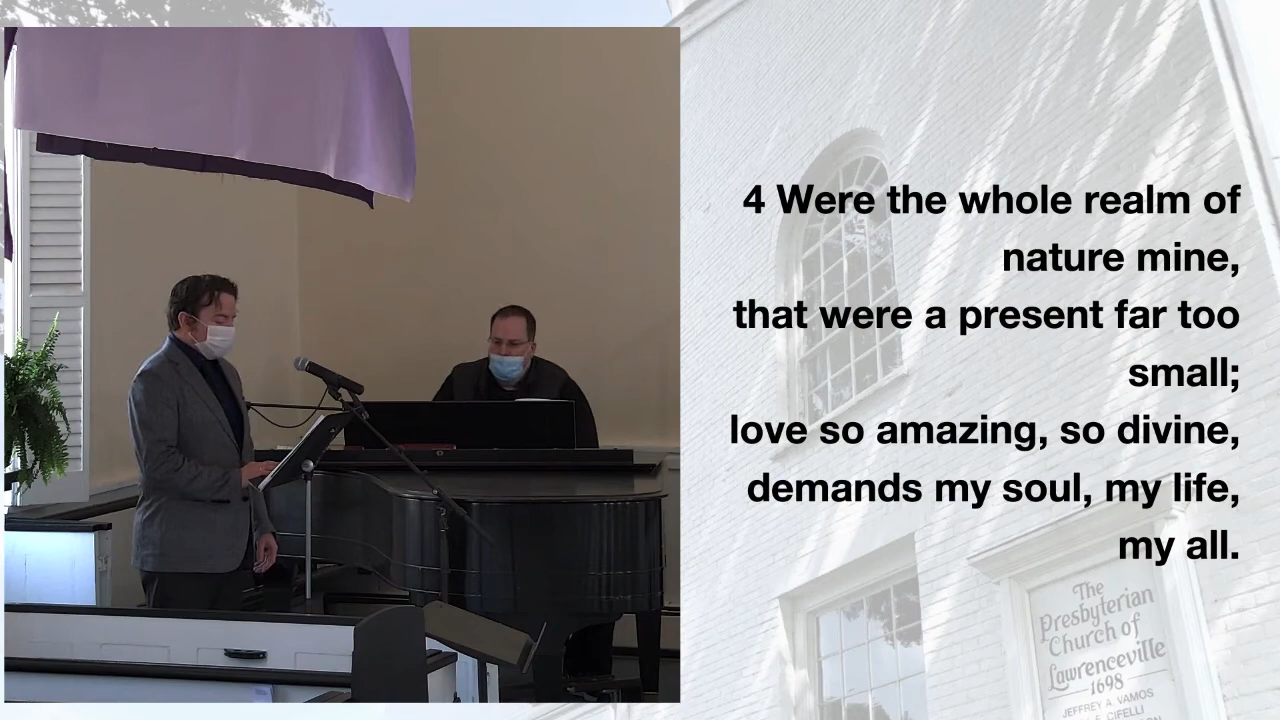 4 Were the whole realm of
nature mine,
that were a present far too
small;
love so amazing, so divine,
demands my soul, my life,
my all.
The
Presbyterian
Church of
Lawrenceville
1698
JEFFREY A. VAMOS
CIFELLI